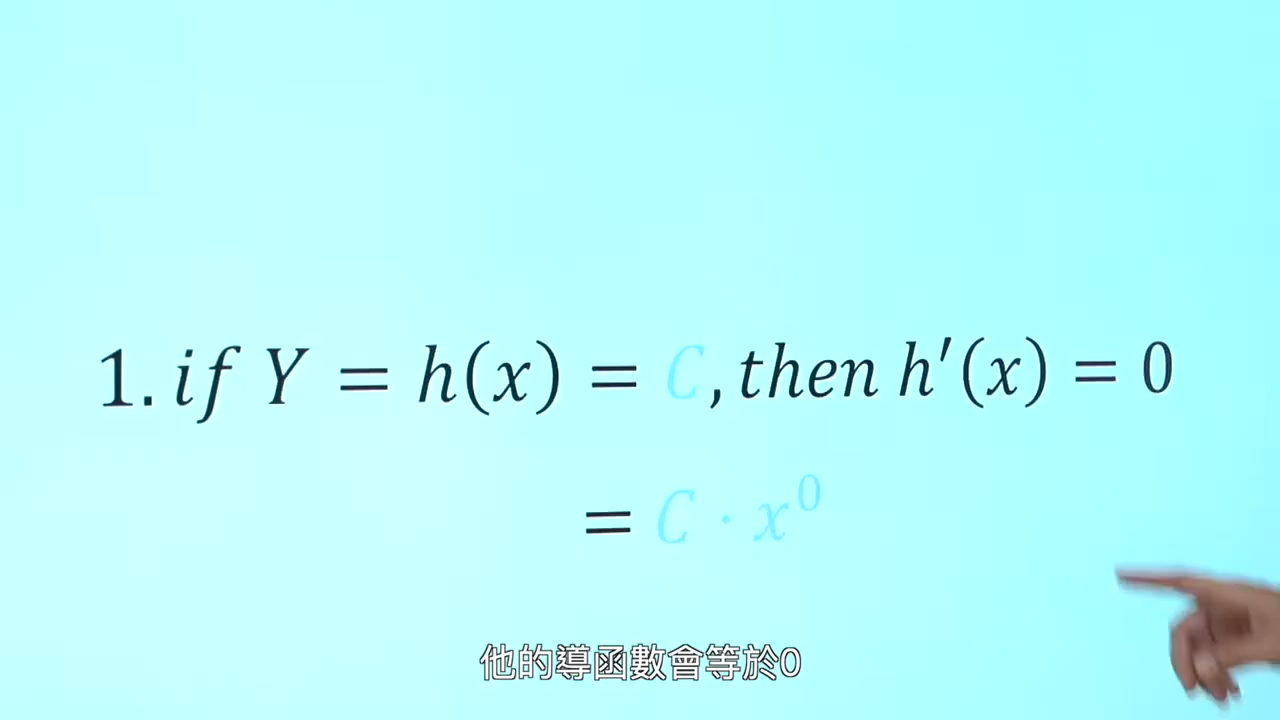 1. if Y = h(x) = C, then h′(x) = 0
= C · x⁰
他的導函數會等於0